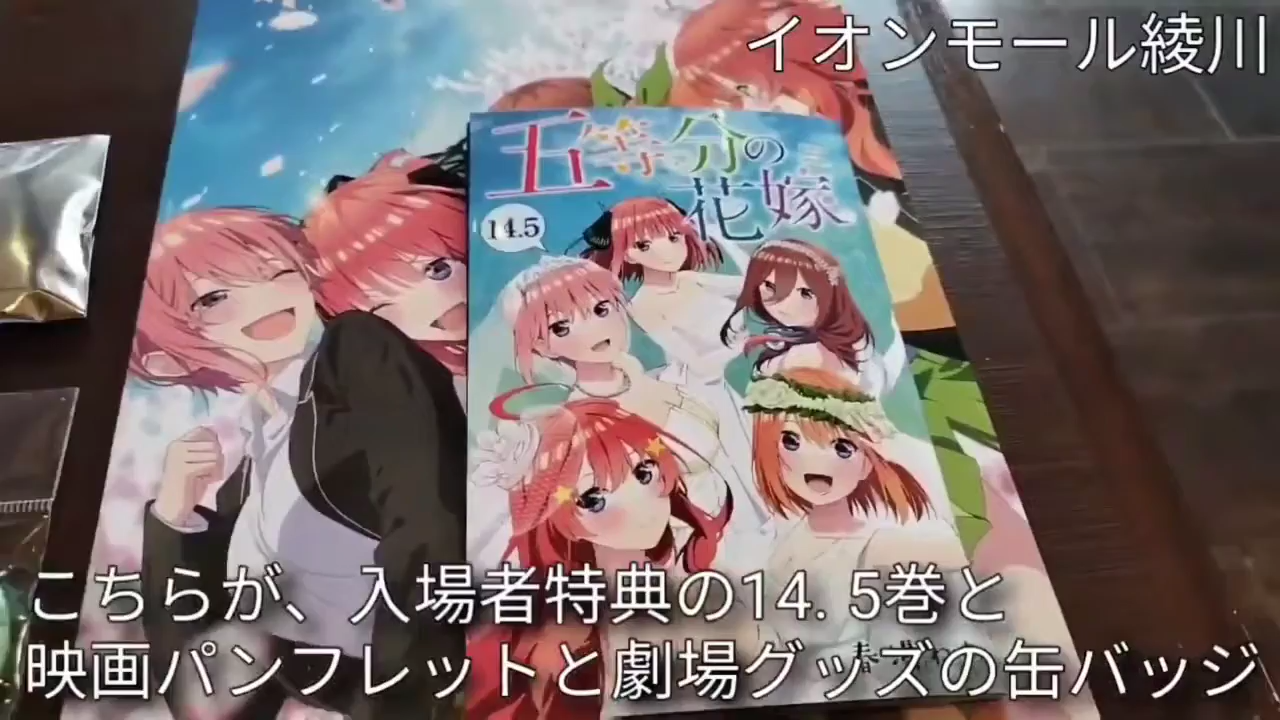 イオンモール綾川
五等分の
花嫁
14.5
こちらが、入場者特典の14.5巻と
映画パンフレットと劇場グッズの缶バッジ